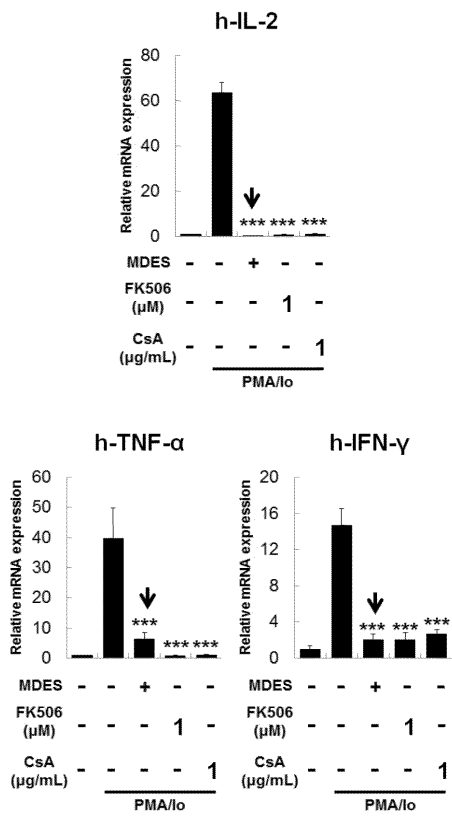 h-IL-2
Relative mRNA expression
80
60
40
20
0
*** *** ***
MDES - - + - -
FK506 (μM) - - - 1 -
CsA (μg/mL) - - - - 1
PMA/Io
h-TNF-α
Relative mRNA expression
60
50
40
30
20
10
0
*** *** ***
MDES - - + - -
FK506 (μM) - - - 1 -
CsA (μg/mL) - - - - 1
PMA/Io
h-IFN-γ
Relative mRNA expression
20
16
12
8
4
0
*** *** ***
MDES - - + - -
FK506 (μM) - - - 1 -
CsA (μg/mL) - - - - 1
PMA/Io